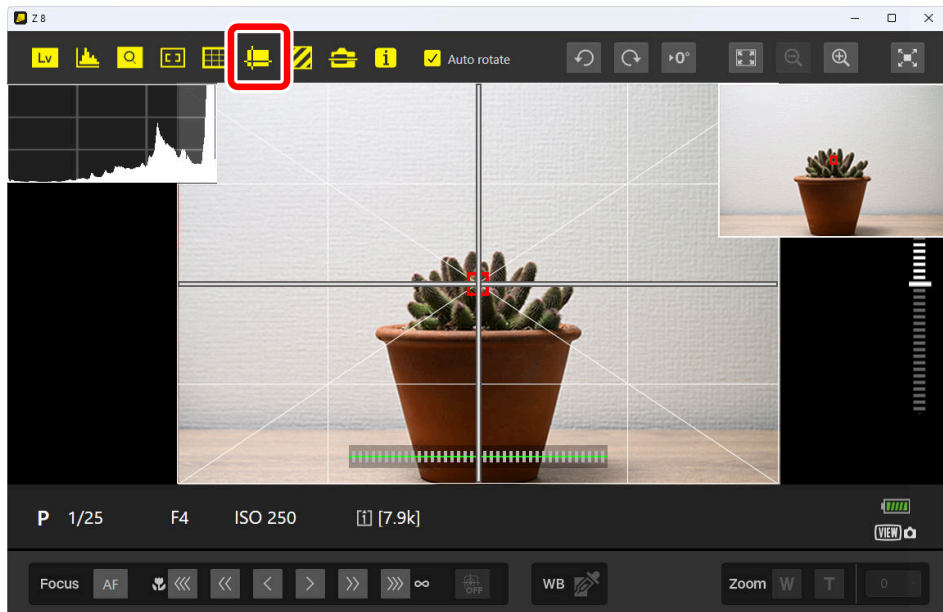 Z 8
Lv
i
Auto rotate
0°
P 1/25 F4 ISO 250 [1] [7.9k]
VIEW
Focus AF ∞ OFF WB Zoom W T 0